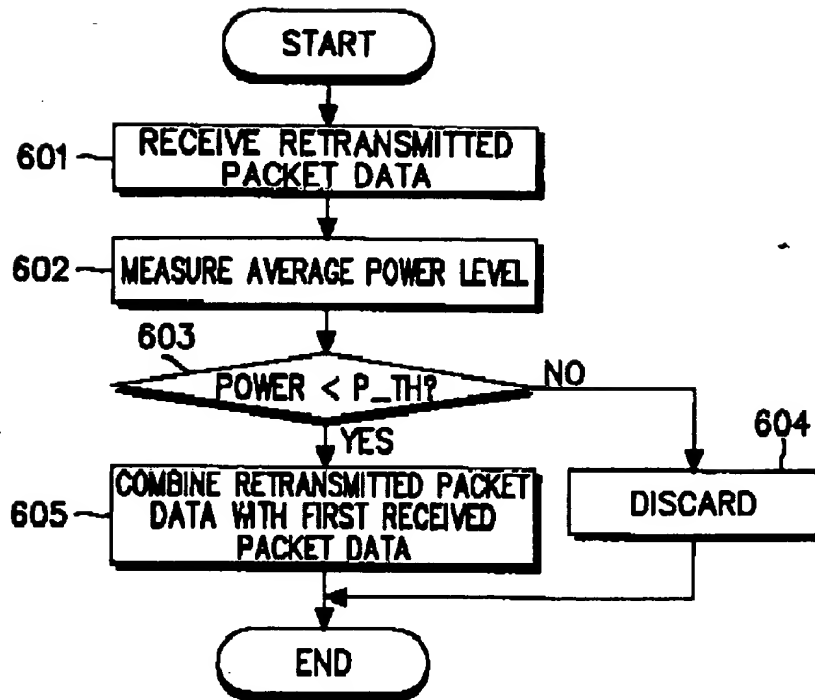 START
601
RECEIVE RETRANSMITTED
PACKET DATA
602
MEASURE AVERAGE POWER LEVEL
603
POWER < P_TH?
NO
YES
604
DISCARD
605
COMBINE RETRANSMITTED PACKET
DATA WITH FIRST RECEIVED
PACKET DATA
END